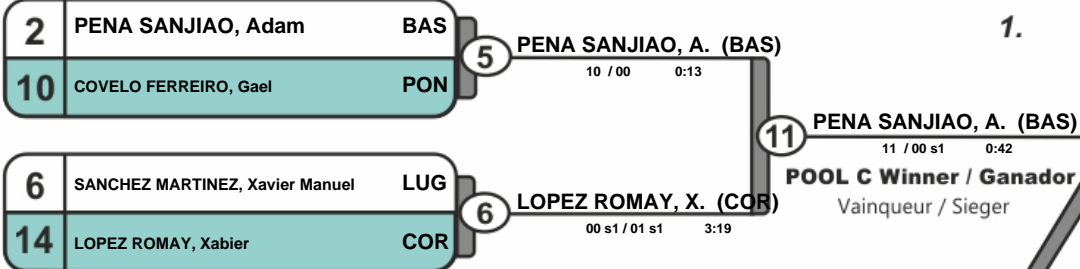 2 PENA SANJIAO, Adam BAS
10 COVELO FERREIRO, Gael PON
5
PENA SANJIAO, A. (BAS)
10 / 00 0:13
6 SANCHEZ MARTINEZ, Xavier Manuel LUG
14 LOPEZ ROMAY, Xabier COR
6
LOPEZ ROMAY, X. (COR)
00 s1 / 01 s1 3:19
1.
11
PENA SANJIAO, A. (BAS)
11 / 00 s1 0:42
POOL C Winner / Ganador
Vainqueur / Sieger